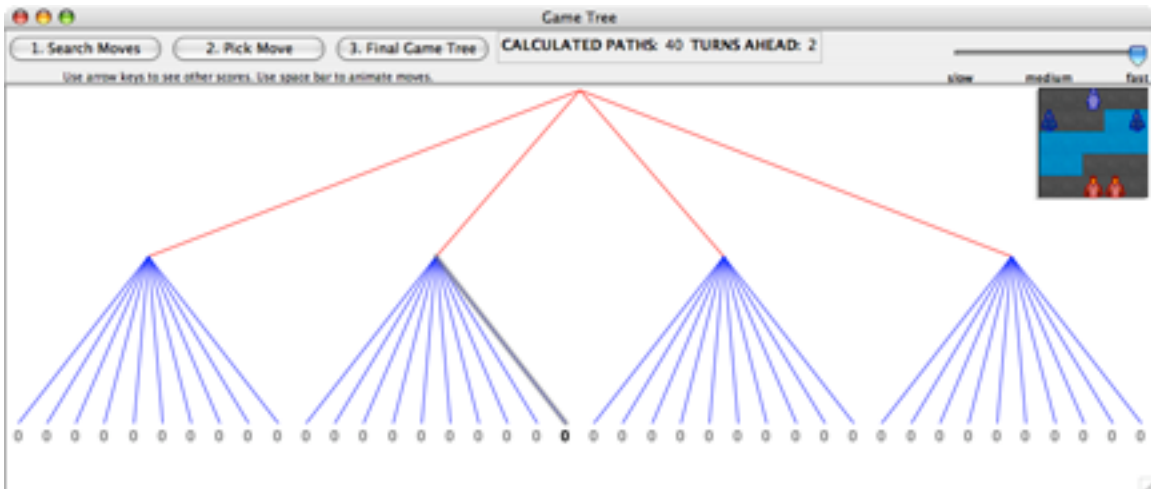 Game Tree
1. Search Moves 2. Pick Move 3. Final Game Tree CALCULATED PATHS: 40 TURNS AHEAD: 2
Use arrow keys to see other scores. Use space bar to animate moves. slow medium fast
0 0 0 0 0 0 0 0 0 0 0 0 0 0 0 0 0 0 0 0 0 0 0 0 0 0 0 0 0 0 0 0 0 0 0 0 0 0 0 0